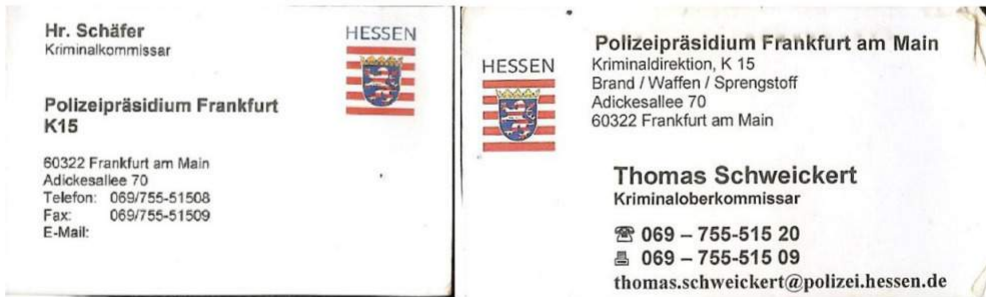 Hr. Schäfer
Kriminalkommissar
HESSEN
Polizeipräsidium Frankfurt
K15
60322 Frankfurt am Main
Adickesallee 70
Telefon: 069/755-51508
Fax: 069/755-51509
E-Mail:
HESSEN
Polizeipräsidium Frankfurt am Main
Kriminaldirektion, K 15
Brand / Waffen / Sprengstoff
Adickesallee 70
60322 Frankfurt am Main
Thomas Schweickert
Kriminaloberkommissar
☎ 069 – 755-515 20
069 – 755-515 09
thomas.schweickert@polizei.hessen.de